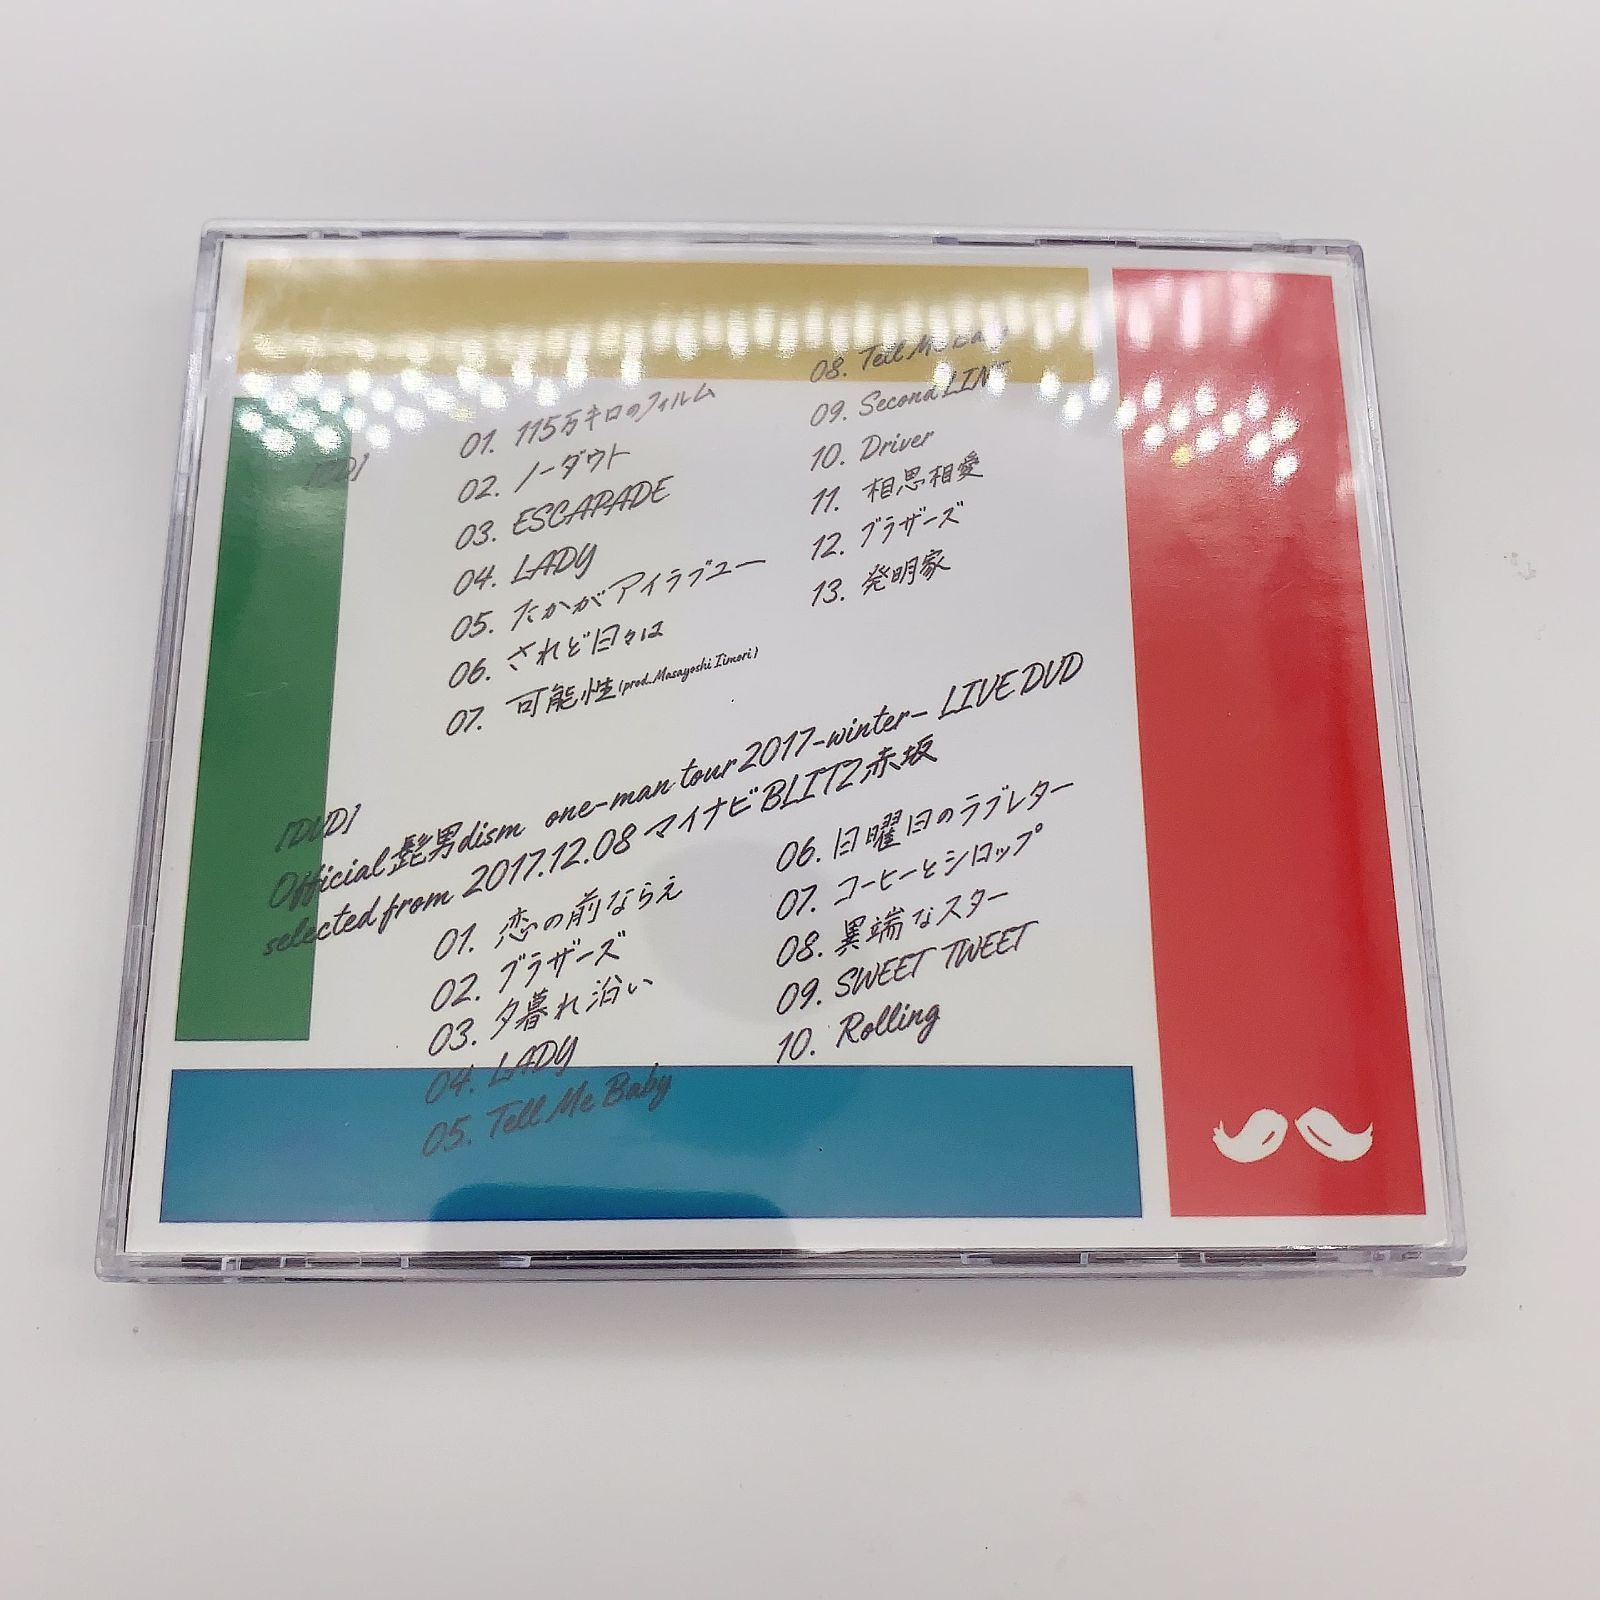 [CD]
01. 115万キロのフィルム
02. ノーダウト
03. ESCAPADE
04. LADY
05. たかがアイラブユー
06. されど日々は
07. 可能性 (prod. Masayoshi Iimori)
08. Tell Me Baby
09. Second LINE
10. Driver
11. 相思相愛
12. ブラザーズ
13. 発明家
[DVD]
Official髭男dism one-man tour 2017-winter- LIVE DVD
selected from 2017.12.08 マイナビBLITZ赤坂
01. 恋の前ならえ
02. ブラザーズ
03. 夕暮れ沿い
04. LADY
05. Tell Me Baby
06. 日曜日のラブレター
07. コーヒーとシロップ
08. 異端なスター
09. SWEET TWEET
10. Rolling